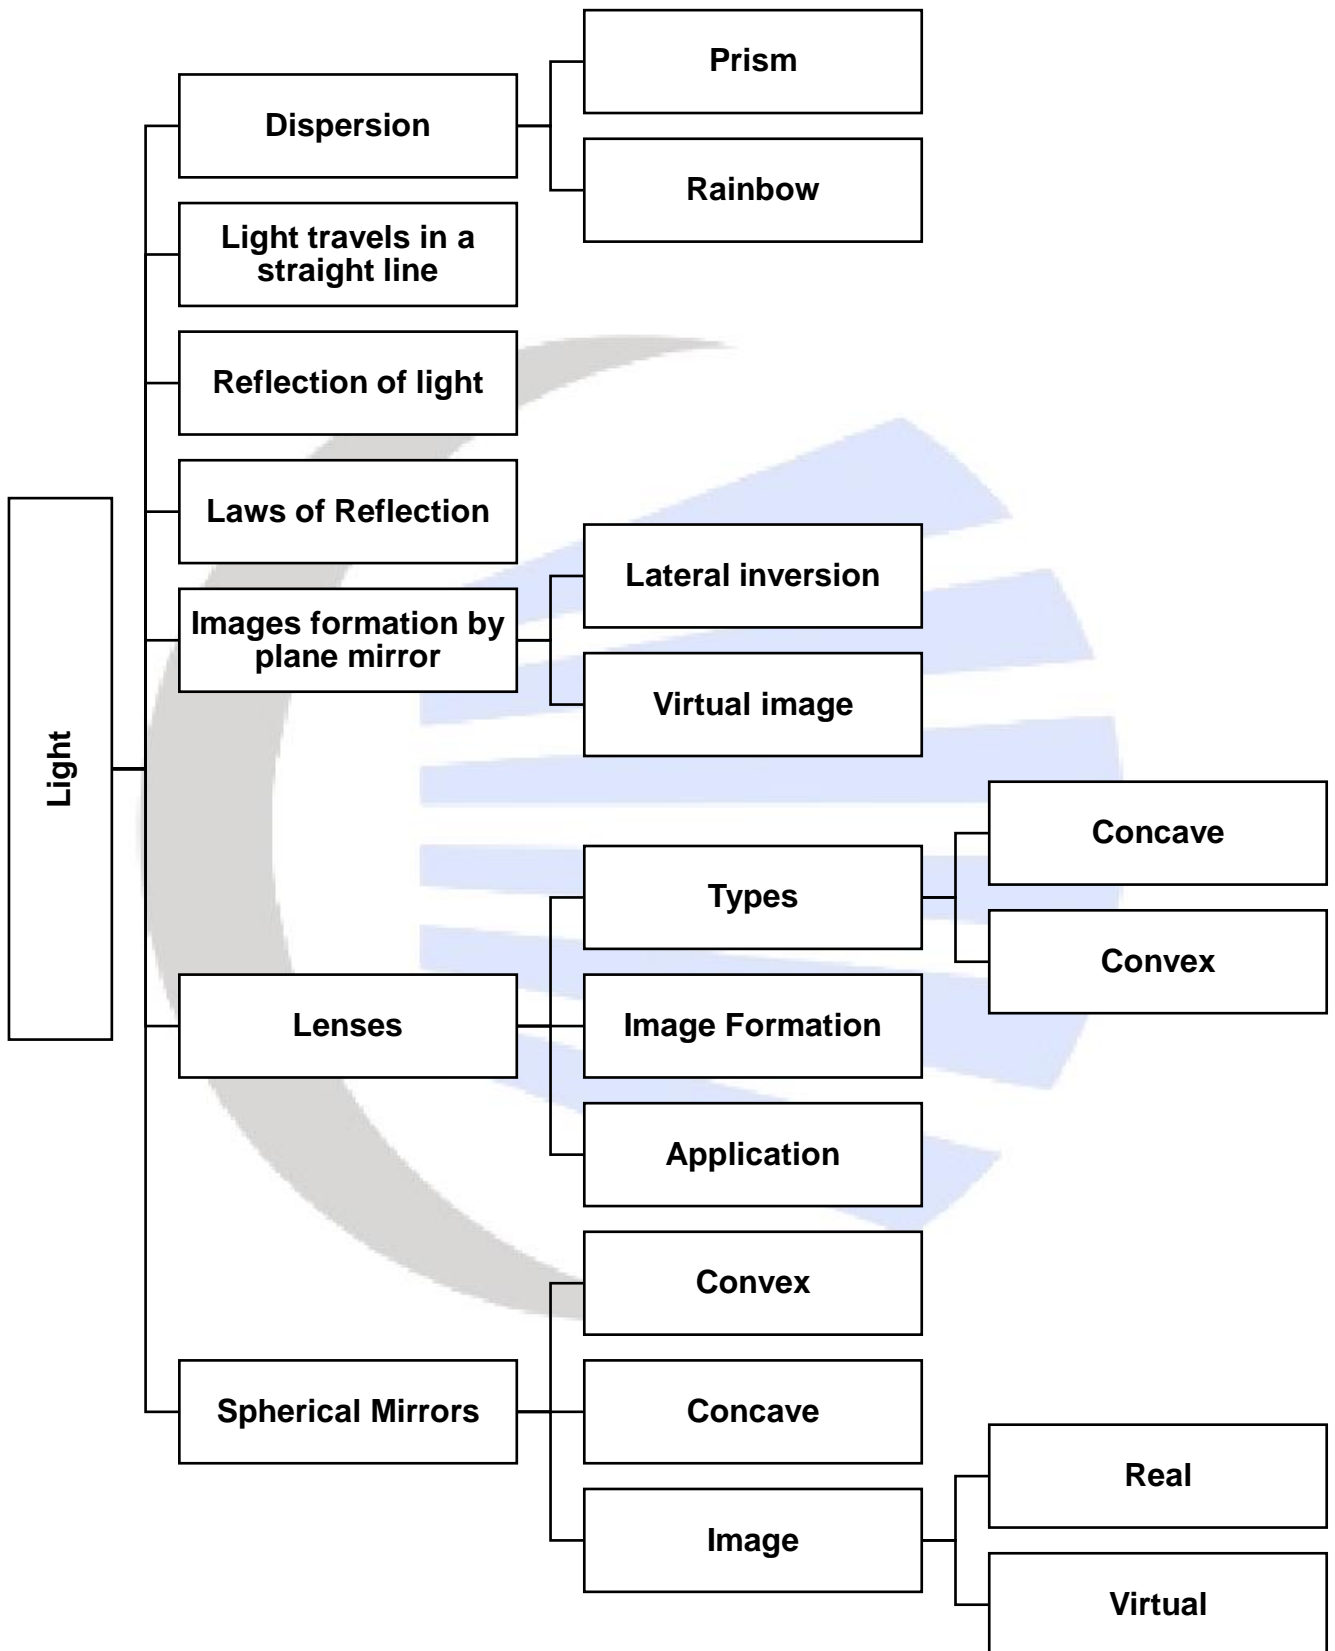 Light
Dispersion
Prism
Rainbow
Light travels in a
straight line
Reflection of light
Laws of Reflection
Images formation by
plane mirror
Lateral inversion
Virtual image
Lenses
Types
Concave
Convex
Image Formation
Application
Spherical Mirrors
Convex
Concave
Image
Real
Virtual